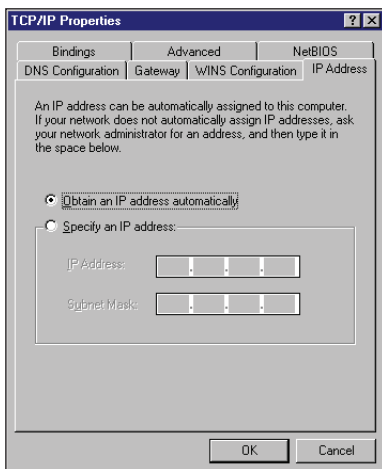 TCP/IP Properties
Bindings Advanced NetBIOS
DNS Configuration Gateway WINS Configuration IP Address
An IP address can be automatically assigned to this computer.
If your network does not automatically assign IP addresses, ask
your network administrator for an address, and then type it in
the space below.
Obtain an IP address automatically
Specify an IP address:
IP Address:
Subnet Mask:
OK Cancel